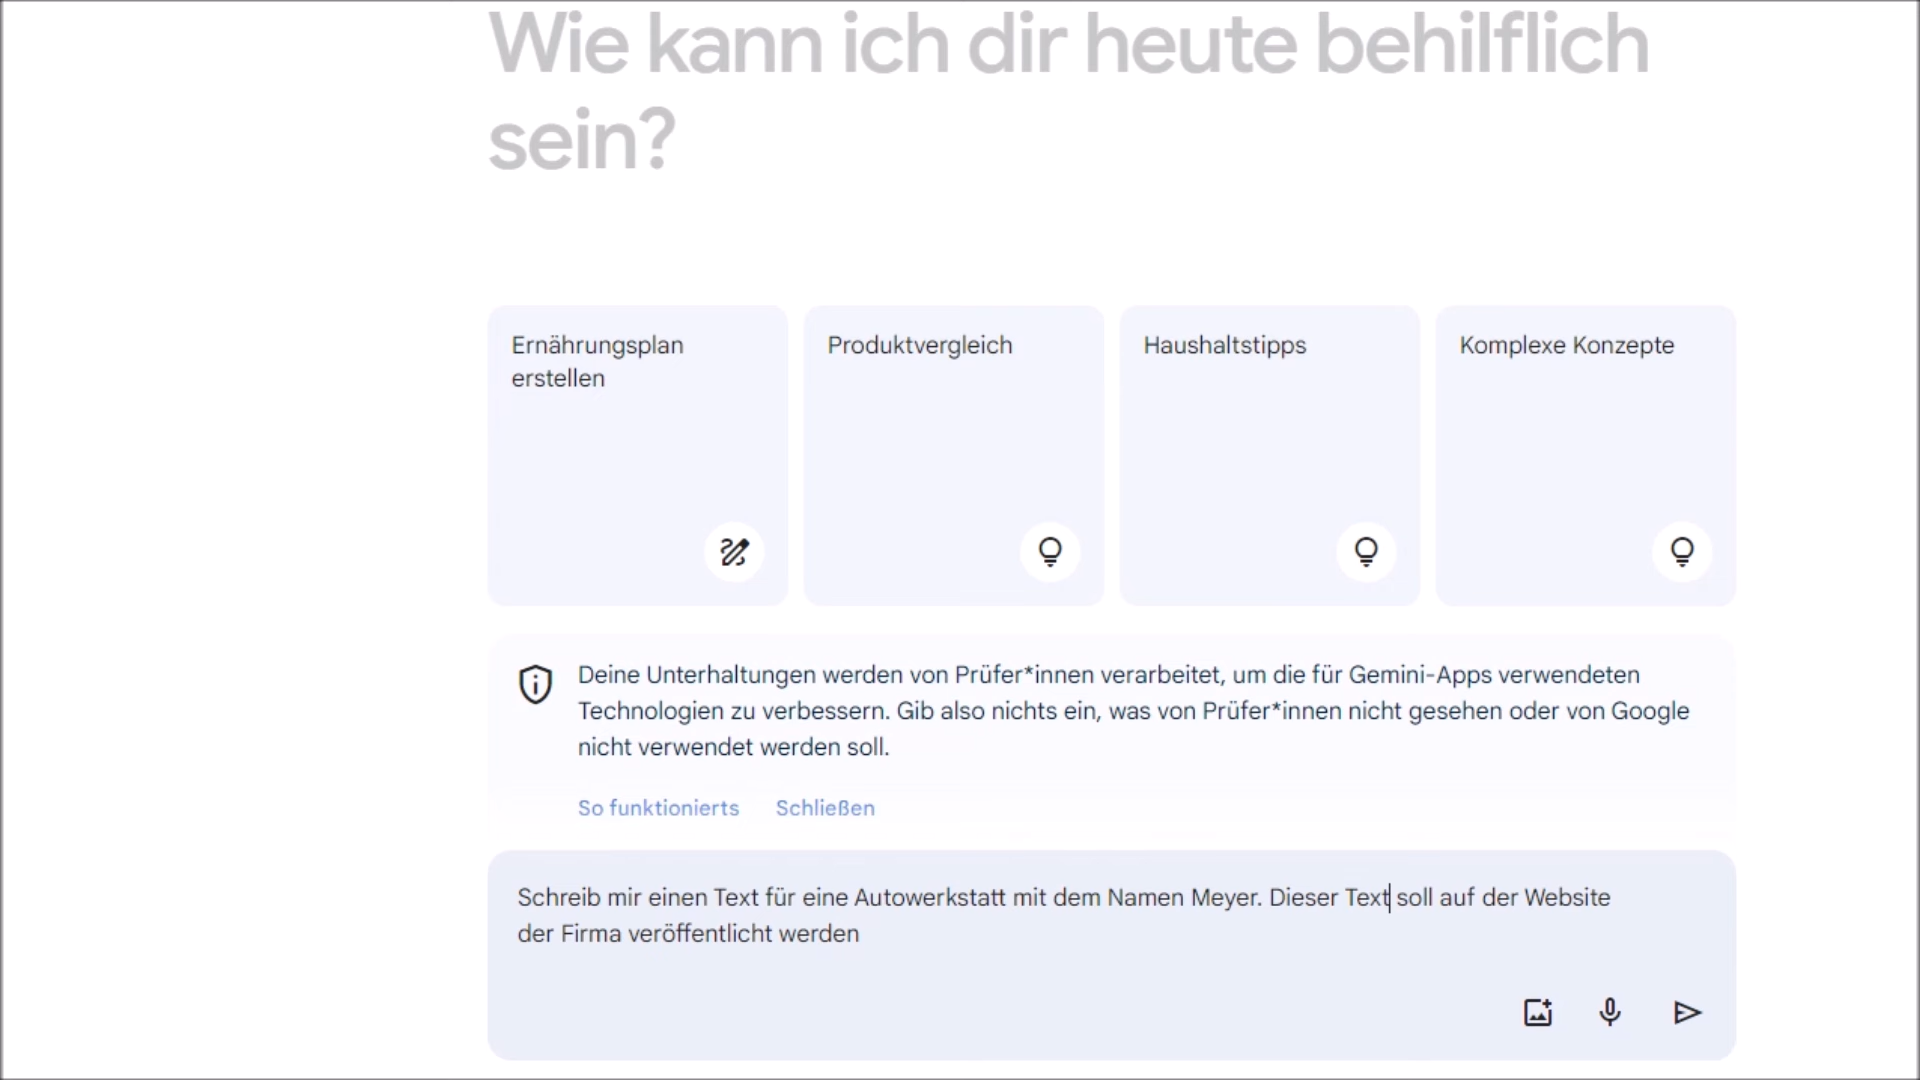 Wie kann ich dir heute behilflich
sein?
Ernährungsplan
erstellen
Produktvergleich
Haushaltstipps
Komplexe Konzepte
Deine Unterhaltungen werden von Prüfer*innen verarbeitet, um die für Gemini-Apps verwendeten
Technologien zu verbessern. Gib also nichts ein, was von Prüfer*innen nicht gesehen oder von Google
nicht verwendet werden soll.
So funktionierts
Schließen
Schreib mir einen Text für eine Autowerkstatt mit dem Namen Meyer. Dieser Text soll auf der Website
der Firma veröffentlicht werden